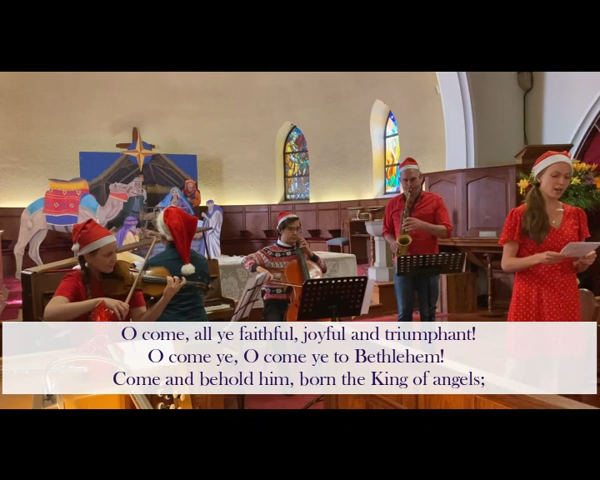 O come, all ye faithful, joyful and triumphant!
O come ye, O come ye to Bethlehem!
Come and behold him, born the King of angels;